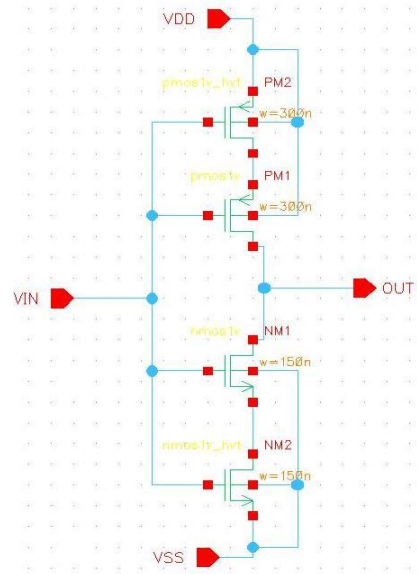 VDD
pmos1v_hvt
PM2
w=300n
pmos1v
PM1
w=300n
VIN
OUT
nmos1v
NM1
w=150n
nmos1v_hvt
NM2
w=150n
VSS